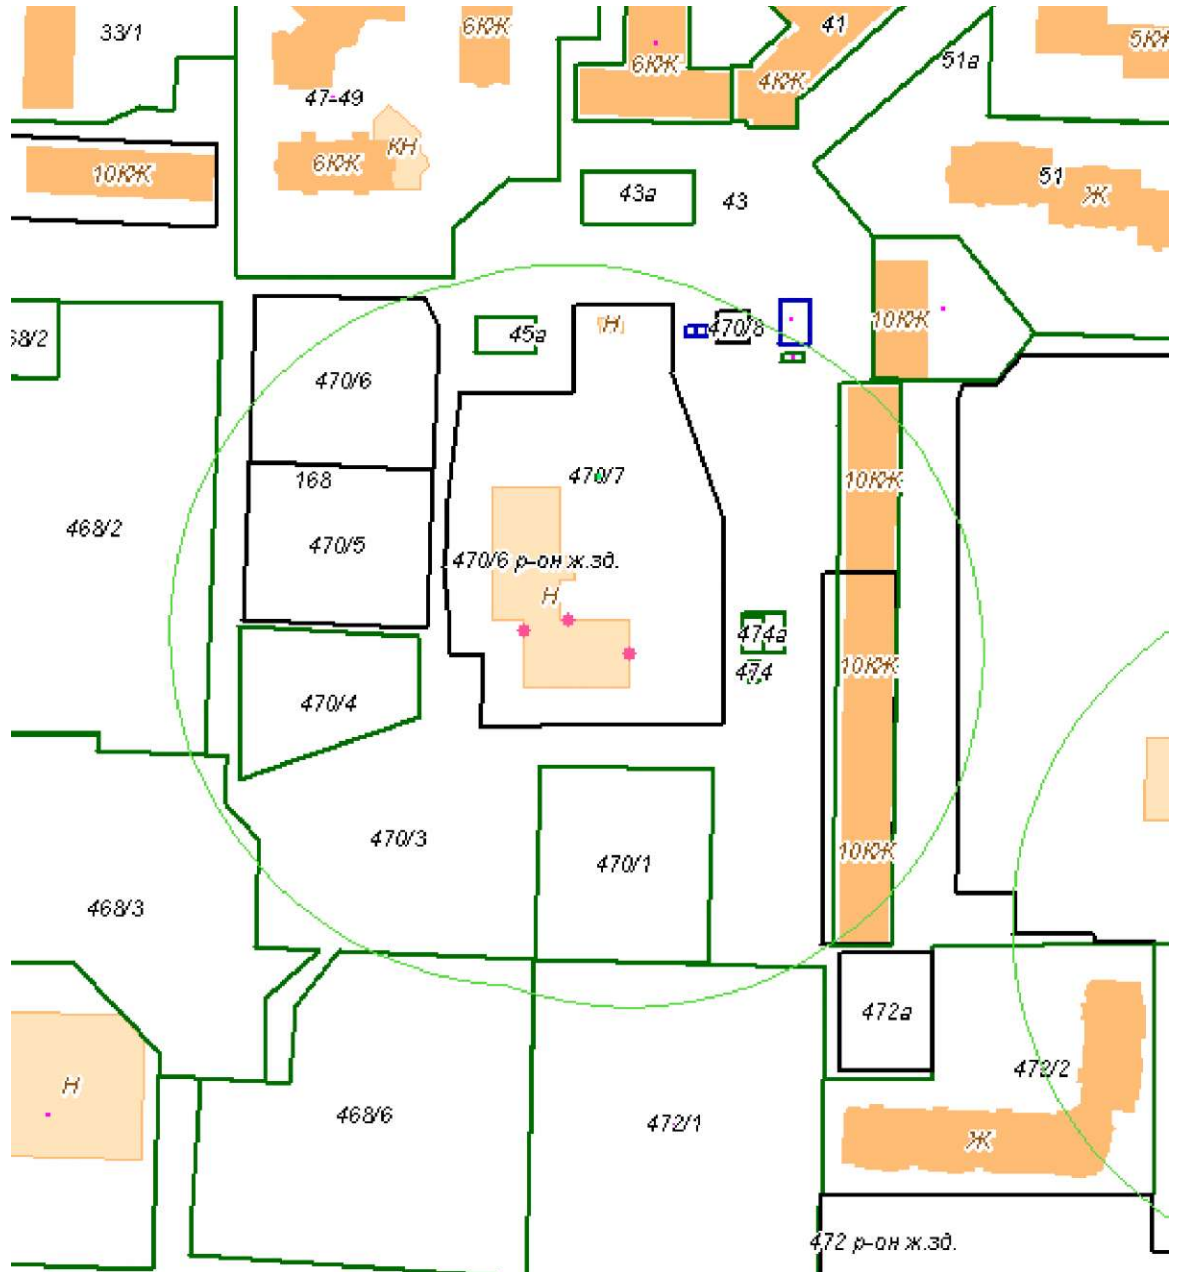 33/1
6КЖ
41
5КЖ
6КЖ
51а
4КЖ
47-49
КН
6КЖ
10КЖ
51
Ж
43а
43
10КЖ
45а
Н
470/8
68/2
470/6
168
470/7
10КЖ
468/2
470/5
470/6 р-он ж.зд.
Н
474а
474
10КЖ
470/4
470/3
470/1
10КЖ
468/3
472а
472/2
Н
468/6
472/1
Ж
472 р-он ж.зд.